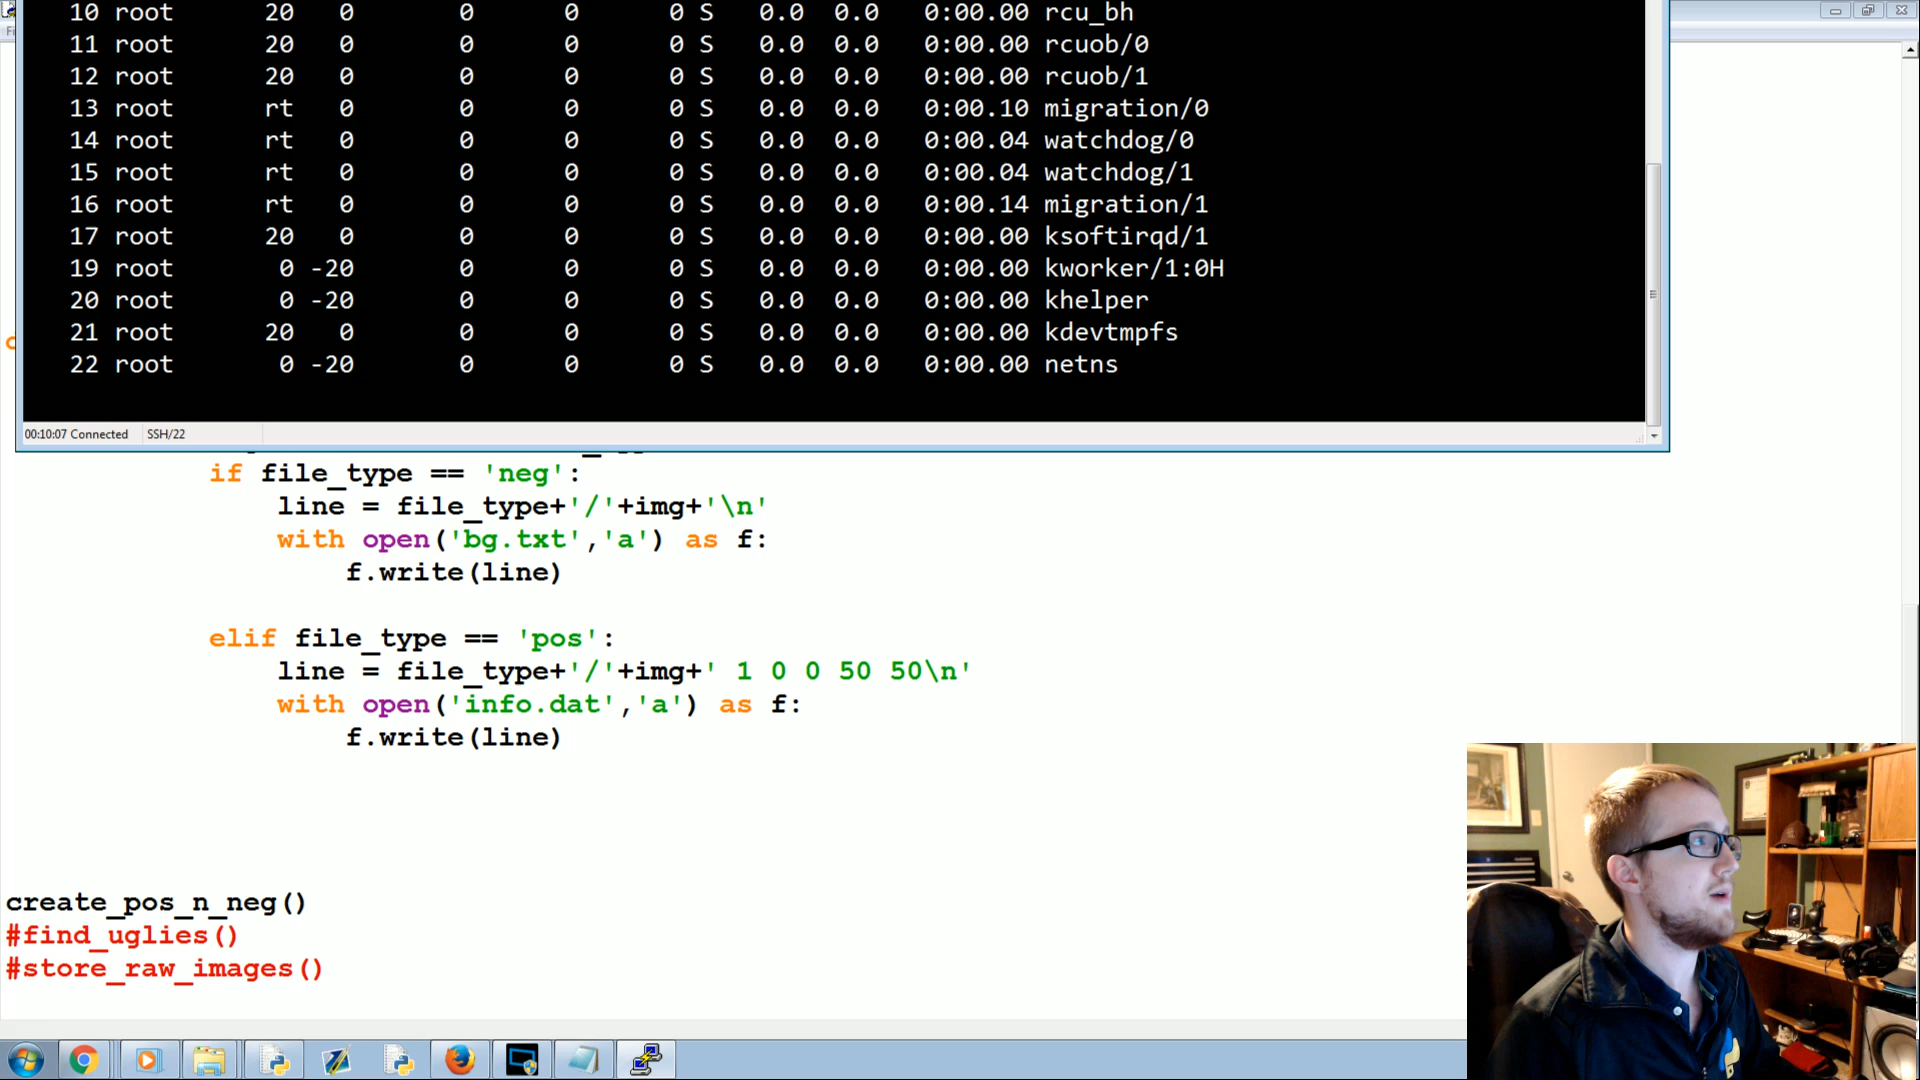 10 root 20 0 0 0 0 S 0.0 0.0 0:00.00 rcu_bh
11 root 20 0 0 0 0 S 0.0 0.0 0:00.00 rcuob/0
12 root 20 0 0 0 0 S 0.0 0.0 0:00.00 rcuob/1
13 root rt 0 0 0 0 S 0.0 0.0 0:00.10 migration/0
14 root rt 0 0 0 0 S 0.0 0.0 0:00.04 watchdog/0
15 root rt 0 0 0 0 S 0.0 0.0 0:00.04 watchdog/1
16 root rt 0 0 0 0 S 0.0 0.0 0:00.14 migration/1
17 root 20 0 0 0 0 S 0.0 0.0 0:00.00 ksoftirqd/1
19 root 0 -20 0 0 0 S 0.0 0.0 0:00.00 kworker/1:0H
20 root 0 -20 0 0 0 S 0.0 0.0 0:00.00 khelper
21 root 20 0 0 0 0 S 0.0 0.0 0:00.00 kdevtmpfs
22 root 0 -20 0 0 0 S 0.0 0.0 0:00.00 netns
00:10:07 Connected SSH/22
if file_type == 'neg':
line = file_type+'/'+img+'\n'
with open('bg.txt','a') as f:
f.write(line)
elif file_type == 'pos':
line = file_type+'/'+img+' 1 0 0 50 50\n'
with open('info.dat','a') as f:
f.write(line)
create_pos_n_neg()
#find_uglies()
#store_raw_images()